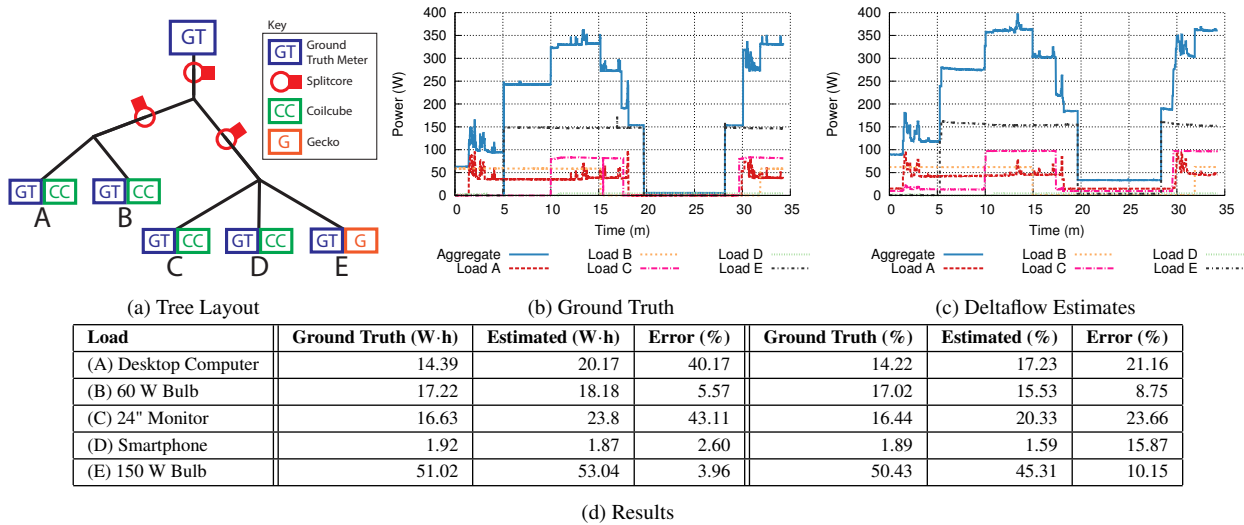 GT
Key
GT Ground Truth Meter
Splitcore
CC Coilcube
G Gecko
GT CC
A
GT CC
B
GT CC
C
GT CC
D
GT G
E
(a) Tree Layout
Power (W)
400
350
300
250
200
150
100
50
0
0 5 10 15 20 25 30 35
Time (m)
Aggregate
Load A
Load B
Load C
Load D
Load E
(b) Ground Truth
Power (W)
400
350
300
250
200
150
100
50
0
0 5 10 15 20 25 30 35
Time (m)
Aggregate
Load A
Load B
Load C
Load D
Load E
(c) Deltaflow Estimates
Load Ground Truth (W·h) Estimated (W·h) Error (%) Ground Truth (%) Estimated (%) Error (%)
(A) Desktop Computer 14.39 20.17 40.17 14.22 17.23 21.16
(B) 60 W Bulb 17.22 18.18 5.57 17.02 15.53 8.75
(C) 24" Monitor 16.63 23.8 43.11 16.44 20.33 23.66
(D) Smartphone 1.92 1.87 2.60 1.89 1.59 15.87
(E) 150 W Bulb 51.02 53.04 3.96 50.43 45.31 10.15
(d) Results